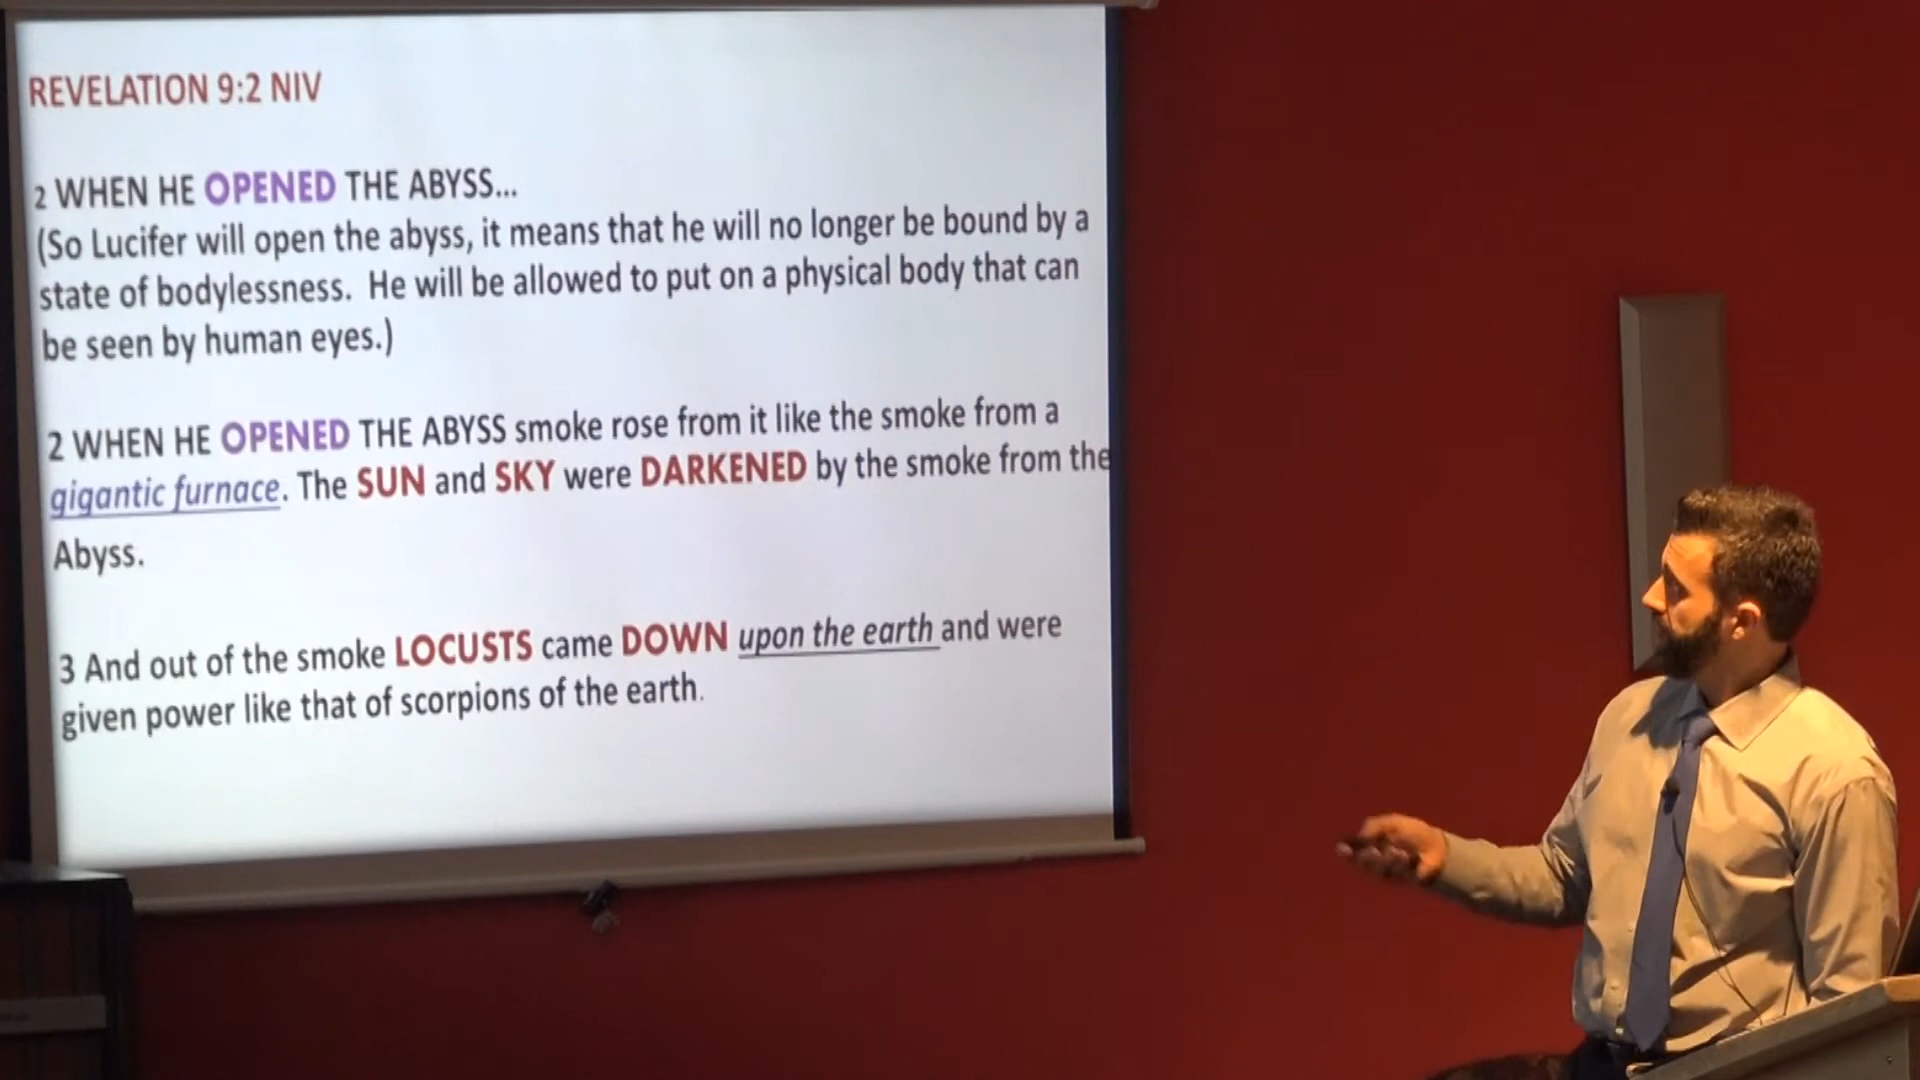 REVELATION 9:2 NIV
2 WHEN HE OPENED THE ABYSS...
(So Lucifer will open the abyss, it means that he will no longer be bound by a
state of bodylessness. He will be allowed to put on a physical body that can
be seen by human eyes.)
2 WHEN HE OPENED THE ABYSS smoke rose from it like the smoke from a
gigantic furnace. The SUN and SKY were DARKENED by the smoke from the
Abyss.
3 And out of the smoke LOCUSTS came DOWN upon the earth and were
given power like that of scorpions of the earth.